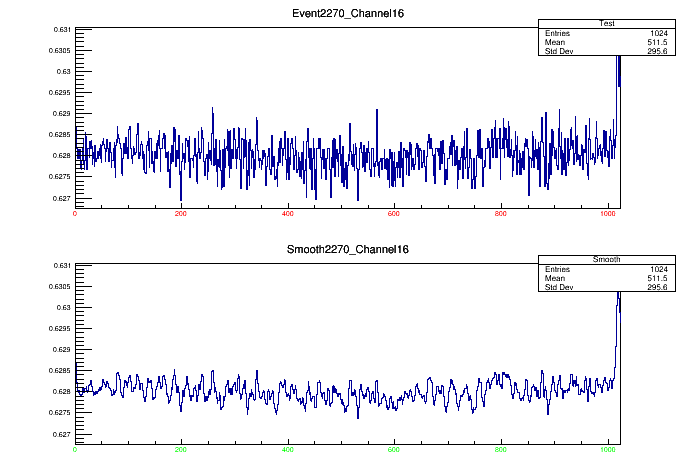 Event2270_Channel16
Test
Entries 1024
Mean 511.5
Std Dev 295.6
0.631
0.6305
0.63
0.6295
0.629
0.6285
0.628
0.6275
0.627
0 200 400 600 800 1000
Smooth2270_Channel16
Smooth
Entries 1024
Mean 511.5
Std Dev 295.6
0.631
0.6305
0.63
0.6295
0.629
0.6285
0.628
0.6275
0.627
0 200 400 600 800 1000